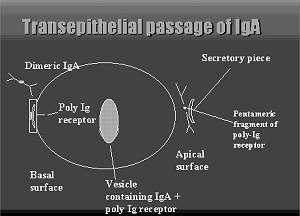 Transepithelial passage of IgA
Secretory piece
Dimeric IgA
Poly Ig
receptor
Pentameric
fragment of
poly-Ig
receptor
Apical
surface
Basal
surface
Vesicle
containing IgA +
poly Ig receptor